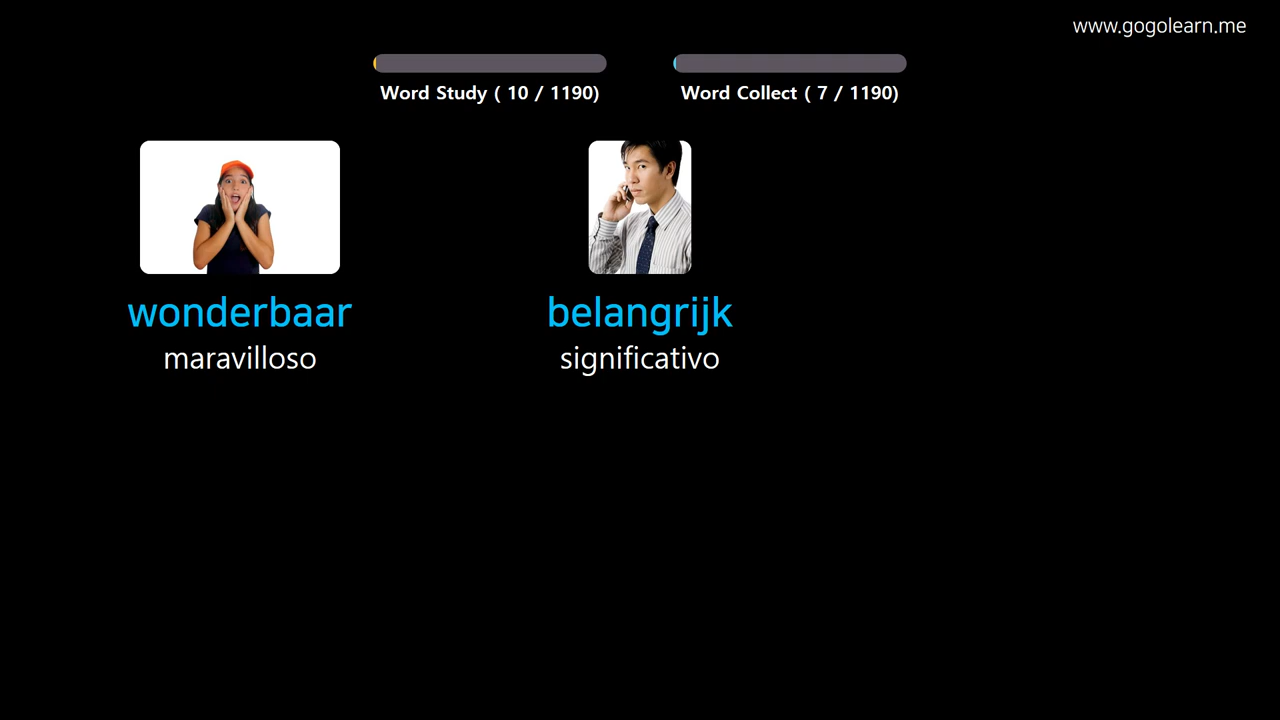 www.gogolearn.me
Word Study ( 10 / 1190)
Word Collect ( 7 / 1190)
wonderbaar
maravilloso
belangrijk
significativo